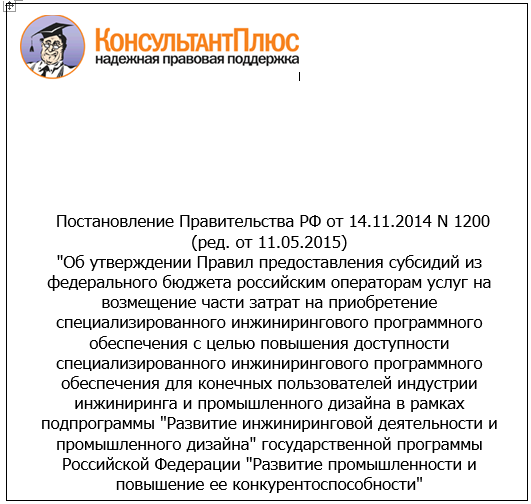 КонсультантПлюс
надежная правовая поддержка
Постановление Правительства РФ от 14.11.2014 N 1200
(ред. от 11.05.2015)
"Об утверждении Правил предоставления субсидий из
федерального бюджета российским операторам услуг на
возмещение части затрат на приобретение
специализированного инжинирингового программного
обеспечения с целью повышения доступности
специализированного инжинирингового программного
обеспечения для конечных пользователей индустрии
инжиниринга и промышленного дизайна в рамках
подпрограммы "Развитие инжиниринговой деятельности и
промышленного дизайна" государственной программы
Российской Федерации "Развитие промышленности и
повышение ее конкурентоспособности"